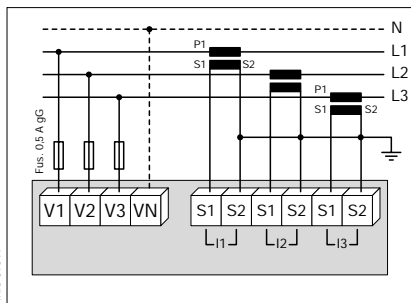 N
P1
L1
S1 S2
L2
P1
L3
S1 S2
Fus. 0,5 A gG
V1 V2 V3 VN S1 S2 S1 S2 S1 S2
I1 I2 I3